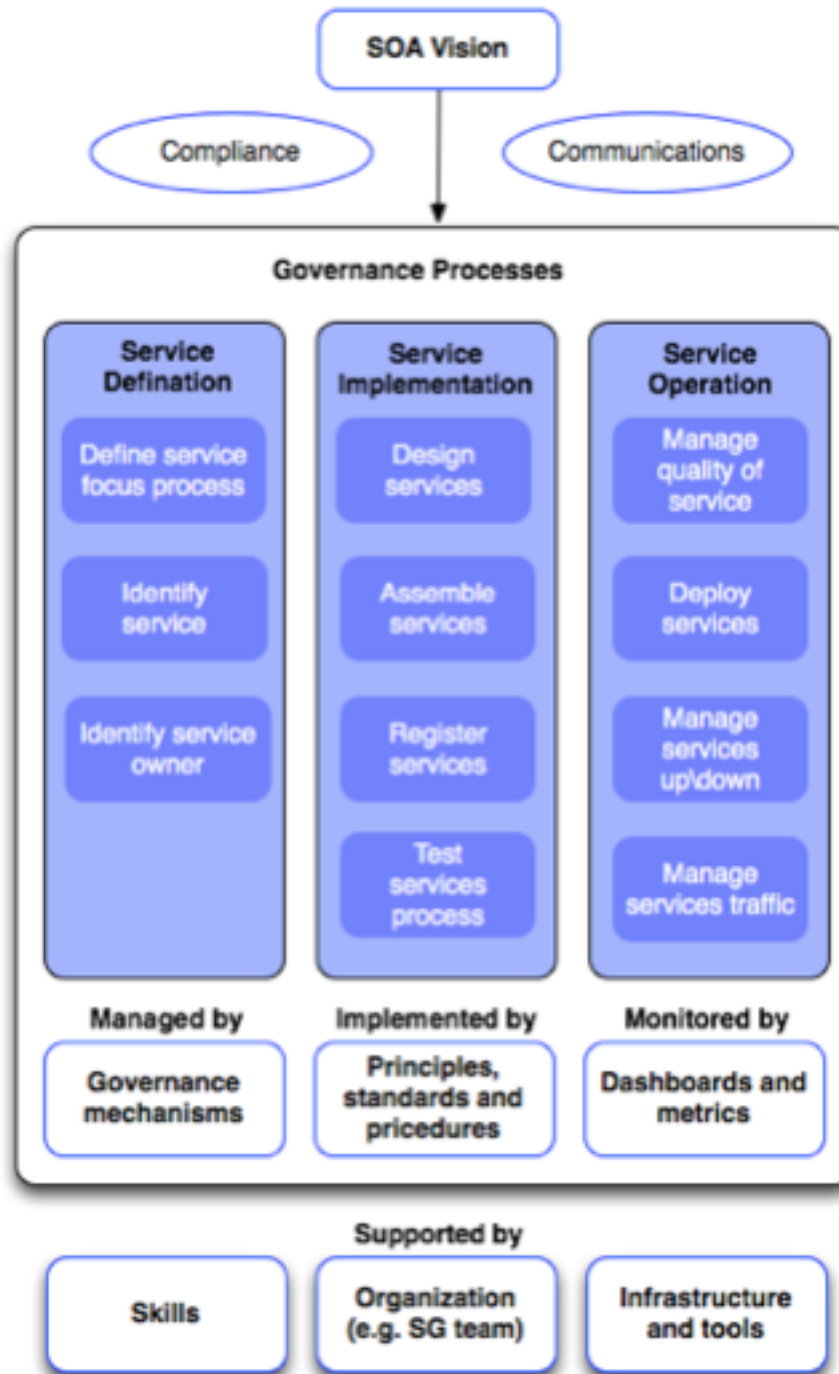 SOA Vision
Compliance
Communications
Governance Processes
Service
Defination
Define service
focus process
Identify
service
Identify service
owner
Service
Implementation
Design
services
Assemble
services
Register
services
Test
services
process
Service
Operation
Manage
quality of
service
Deploy
services
Manage
services
up\down
Manage
services traffic
Managed by
Governance
mechanisms
Implemented by
Principles,
standards and
pricedures
Monitored by
Dashboards and
metrics
Supported by
Skills
Organization
(e.g. SG team)
Infrastructure
and tools